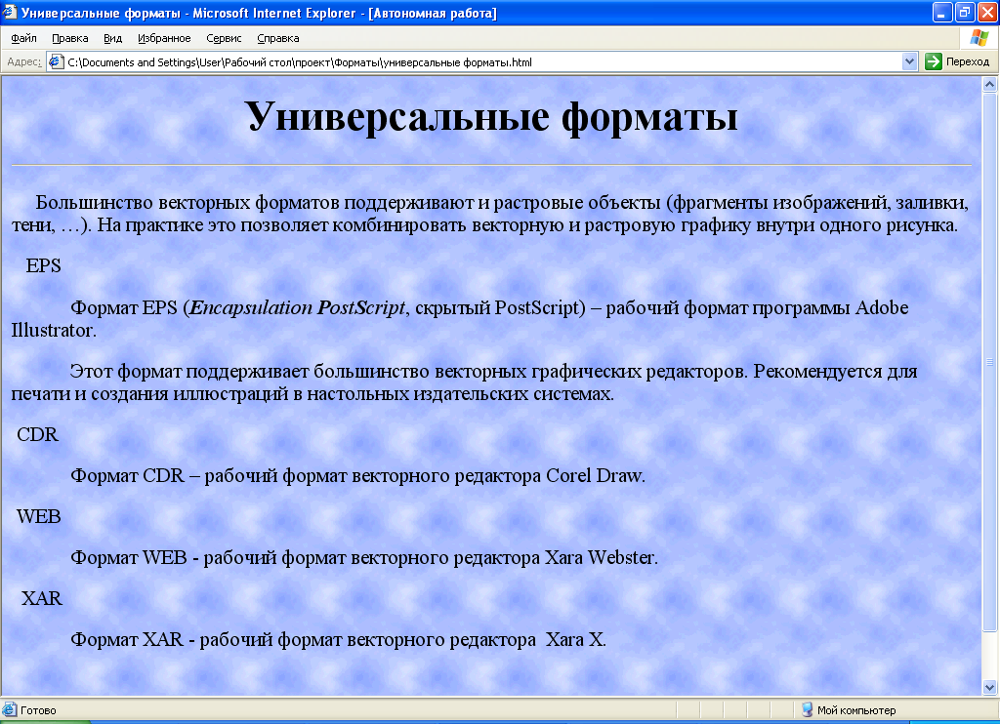 Универсальные форматы - Microsoft Internet Explorer - [Автономная работа]
Файл Правка Вид Избранное Сервис Справка
Адрес: C:\Documents and Settings\User\Рабочий стол\проект\Форматы\универсальные форматы.html Переход
Универсальные форматы
Большинство векторных форматов поддерживают и растровые объекты (фрагменты изображений, заливки,
тени, …). На практике это позволяет комбинировать векторную и растровую графику внутри одного рисунка.
EPS
Формат EPS (Encapsulation PostScript, скрытый PostScript) – рабочий формат программы Adobe
Illustrator.
Этот формат поддерживает большинство векторных графических редакторов. Рекомендуется для
печати и создания иллюстраций в настольных издательских системах.
CDR
Формат CDR – рабочий формат векторного редактора Corel Draw.
WEB
Формат WEB - рабочий формат векторного редактора Xara Webster.
XAR
Формат XAR - рабочий формат векторного редактора Xara X.
Готово Мой компьютер